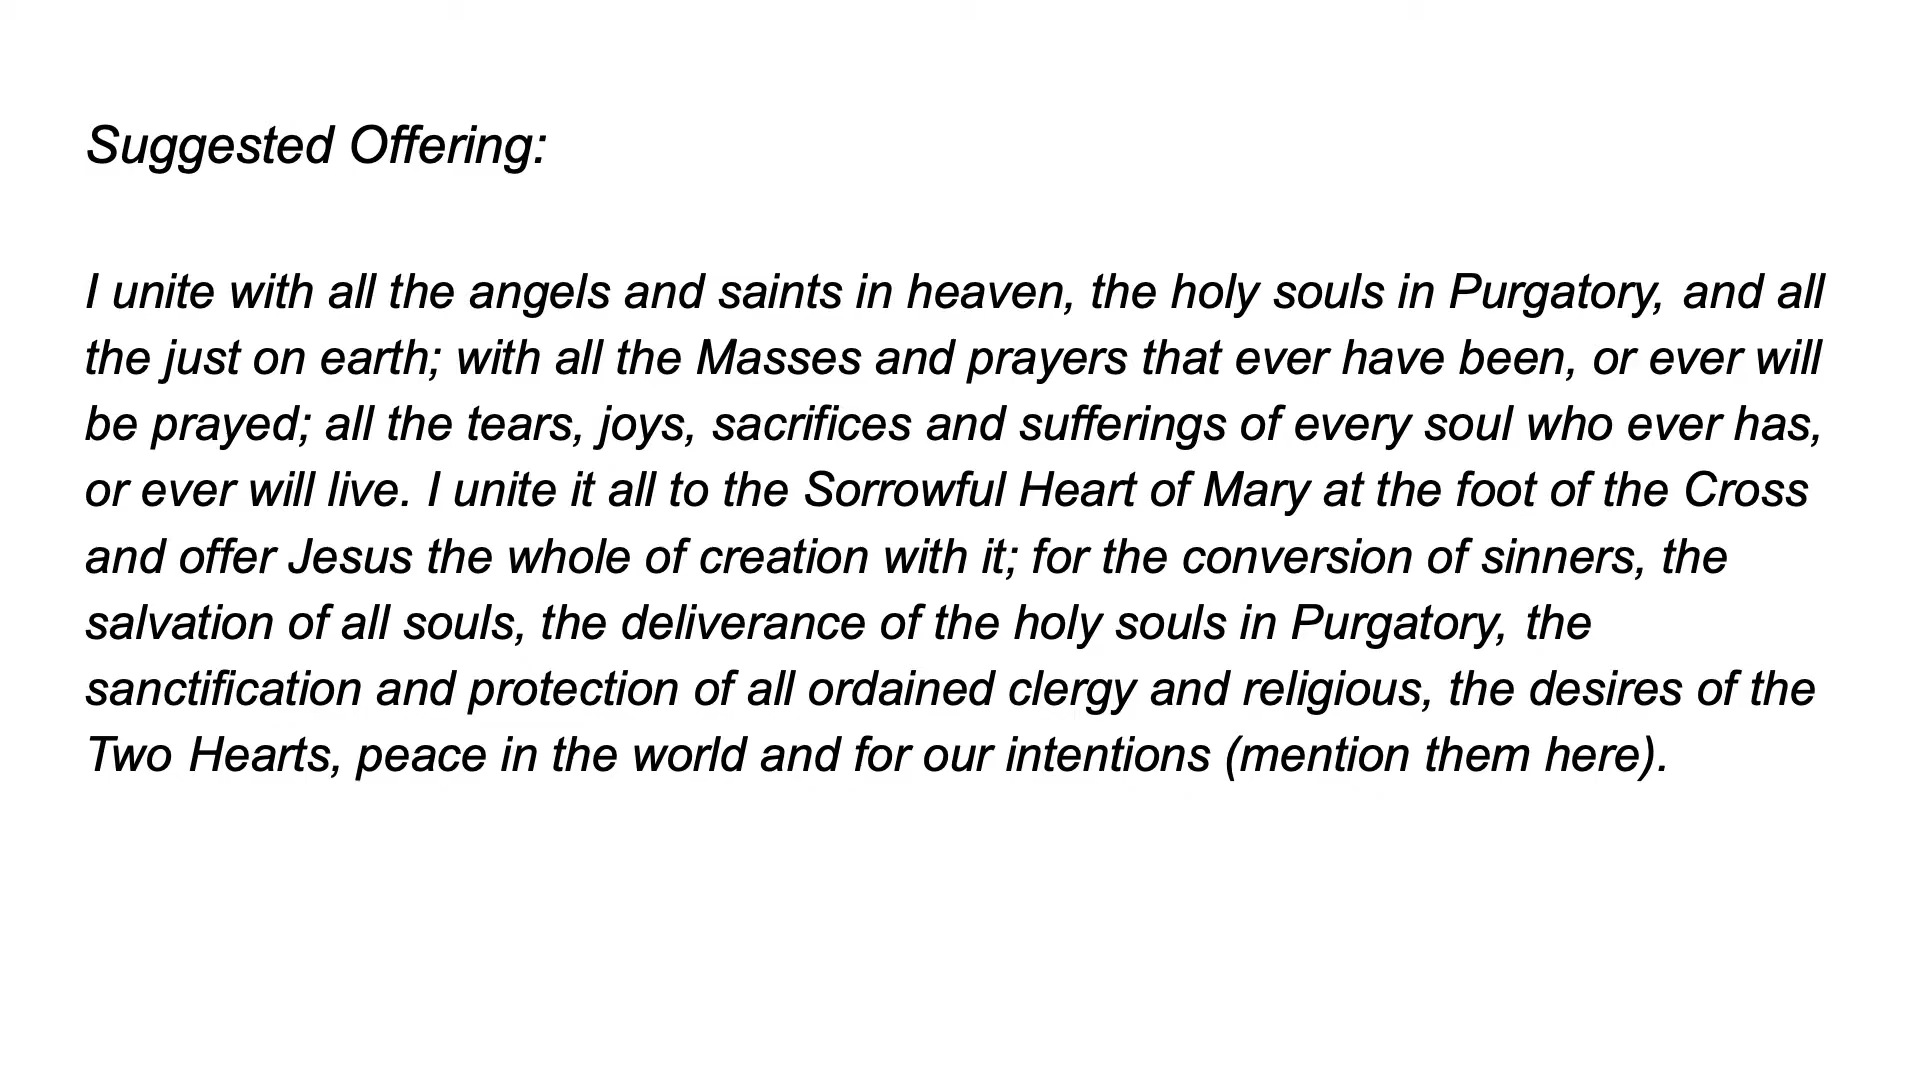 Suggested Offering:
I unite with all the angels and saints in heaven, the holy souls in Purgatory, and all
the just on earth; with all the Masses and prayers that ever have been, or ever will
be prayed; all the tears, joys, sacrifices and sufferings of every soul who ever has,
or ever will live. I unite it all to the Sorrowful Heart of Mary at the foot of the Cross
and offer Jesus the whole of creation with it; for the conversion of sinners, the
salvation of all souls, the deliverance of the holy souls in Purgatory, the
sanctification and protection of all ordained clergy and religious, the desires of the
Two Hearts, peace in the world and for our intentions (mention them here).